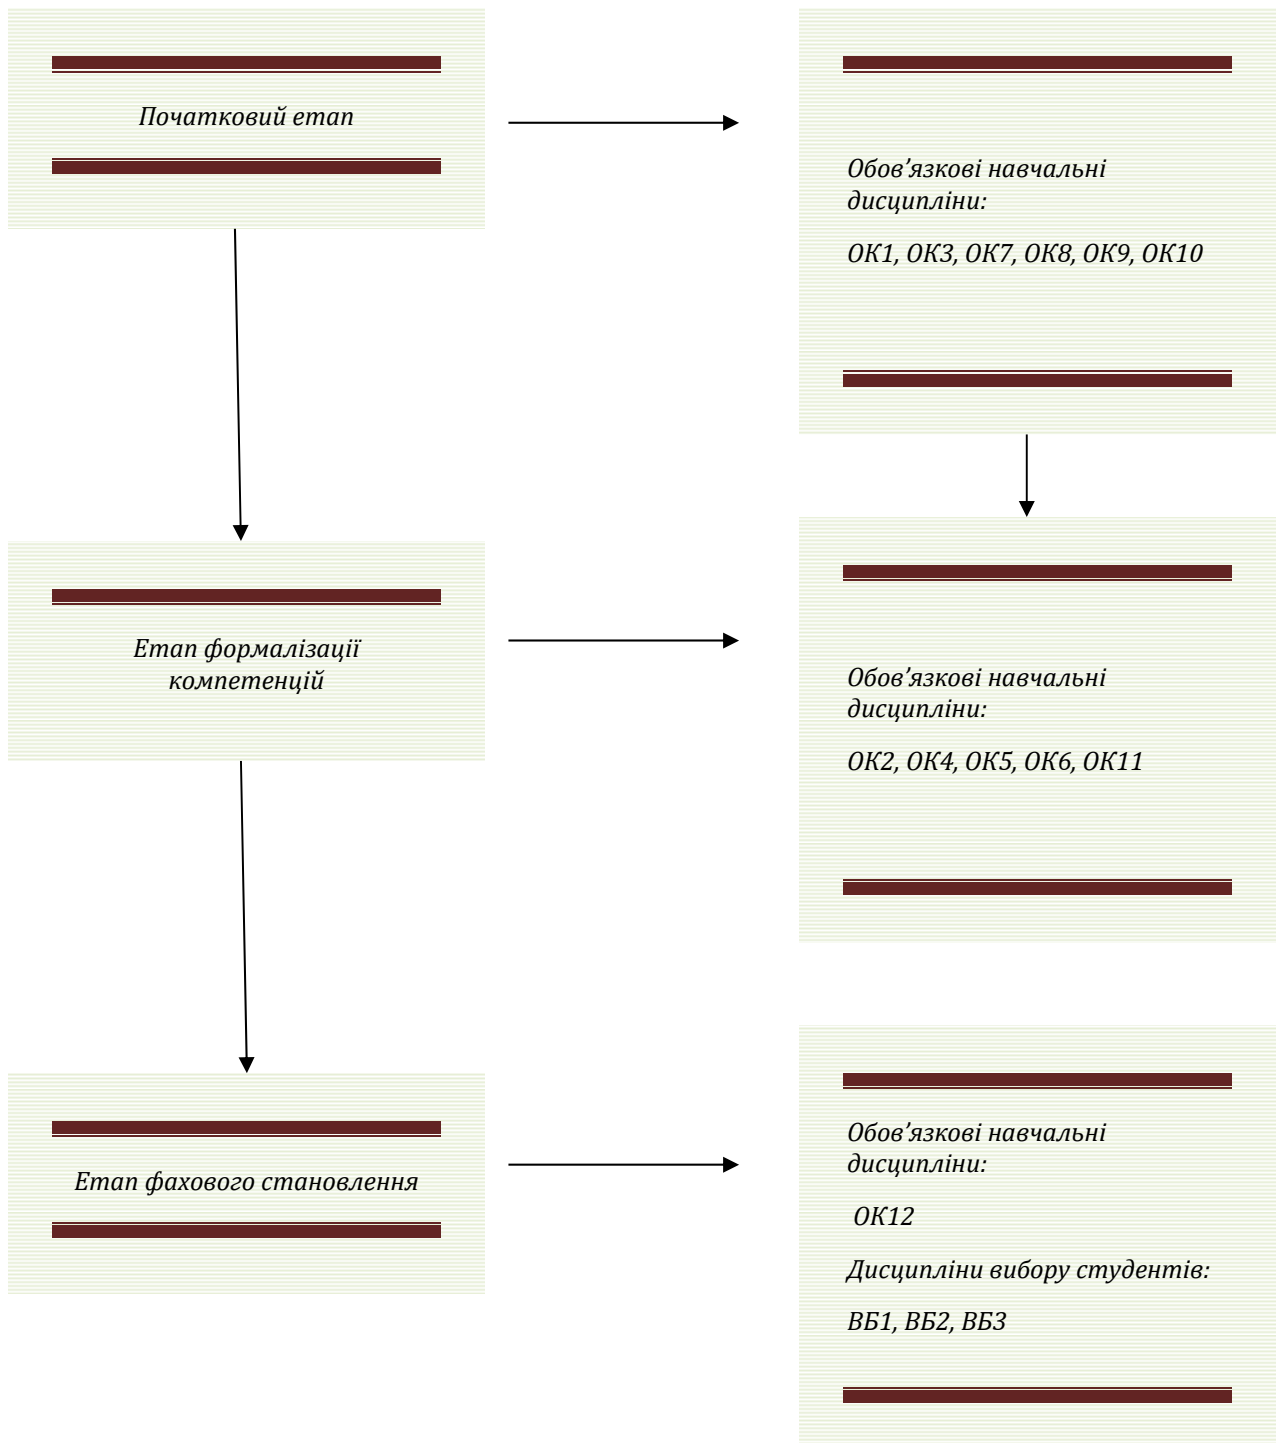 Початковий етап
Обов’язкові навчальні
дисципліни:
ОК1, ОК3, ОК7, ОК8, ОК9, ОК10
Етап формалізації
компетенцій
Обов’язкові навчальні
дисципліни:
ОК2, ОК4, ОК5, ОК6, ОК11
Етап фахового становлення
Обов’язкові навчальні
дисципліни:
ОК12
Дисципліни вибору студентів:
ВБ1, ВБ2, ВБ3